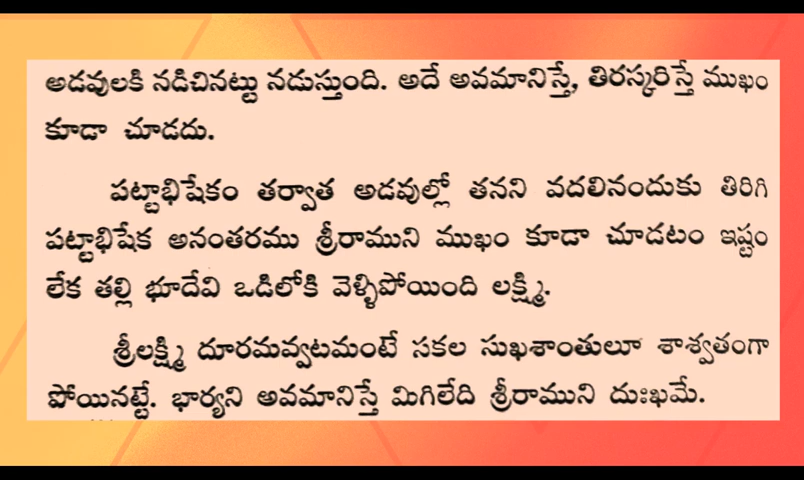 అడవులకి నడిచినట్టు నడుస్తుంది. అదే అవమానిస్తే, తిరస్కరిస్తే ముఖం
కూడా చూడదు.
పట్టాభిషేకం తర్వాత అడవుల్లో తనని వదలినందుకు తిరిగి
పట్టాభిషేక అనంతరము శ్రీరాముని ముఖం కూడా చూడటం ఇష్టం
లేక తల్లి భూదేవి ఒడిలోకి వెళ్ళిపోయింది లక్ష్మి.
శ్రీలక్ష్మి దూరమవ్వటమంటే సకల సుఖశాంతులూ శాశ్వతంగా
పోయినట్టే. భార్యని అవమానిస్తే మిగిలేది శ్రీరాముని దుఃఖమే.